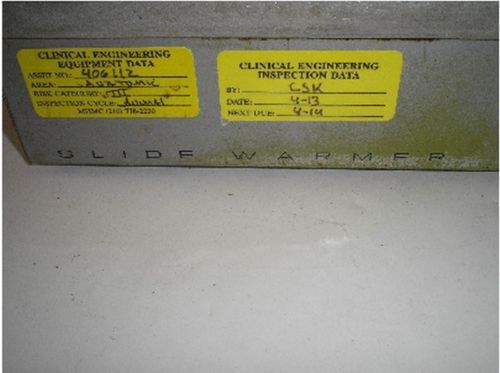 CLINICAL ENGINEERING
EQUIPMENT DATA
ASSET NO.: 406112
AREA:
RISK CATEGORY: III
INSPECTION CYCLE: Annual
CLINICAL ENGINEERING
INSPECTION DATA
BY: CSK
DATE: 4-13
NEXT DUE: 4-14
SLIDE WARMER